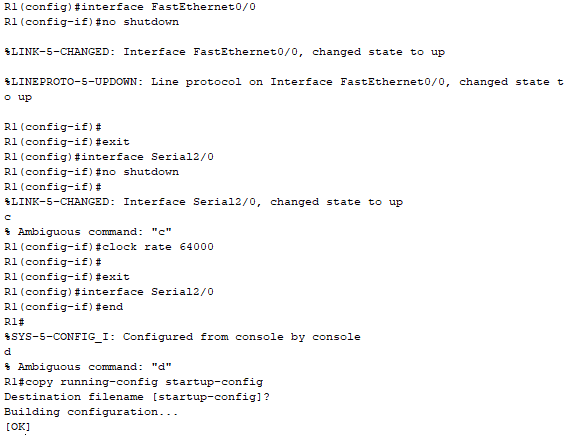 R1(config)#interface FastEthernet0/0
R1(config-if)#no shutdown
%LINK-5-CHANGED: Interface FastEthernet0/0, changed state to up
%LINEPROTO-5-UPDOWN: Line protocol on Interface FastEthernet0/0, changed state t
o up
R1(config-if)#
R1(config-if)#exit
R1(config)#interface Serial2/0
R1(config-if)#no shutdown
R1(config-if)#
%LINK-5-CHANGED: Interface Serial2/0, changed state to up
c
% Ambiguous command: "c"
R1(config-if)#clock rate 64000
R1(config-if)#
R1(config-if)#exit
R1(config)#interface Serial2/0
R1(config-if)#end
R1#
%SYS-5-CONFIG_I: Configured from console by console
d
% Ambiguous command: "d"
R1#copy running-config startup-config
Destination filename [startup-config]?
Building configuration...
[OK]